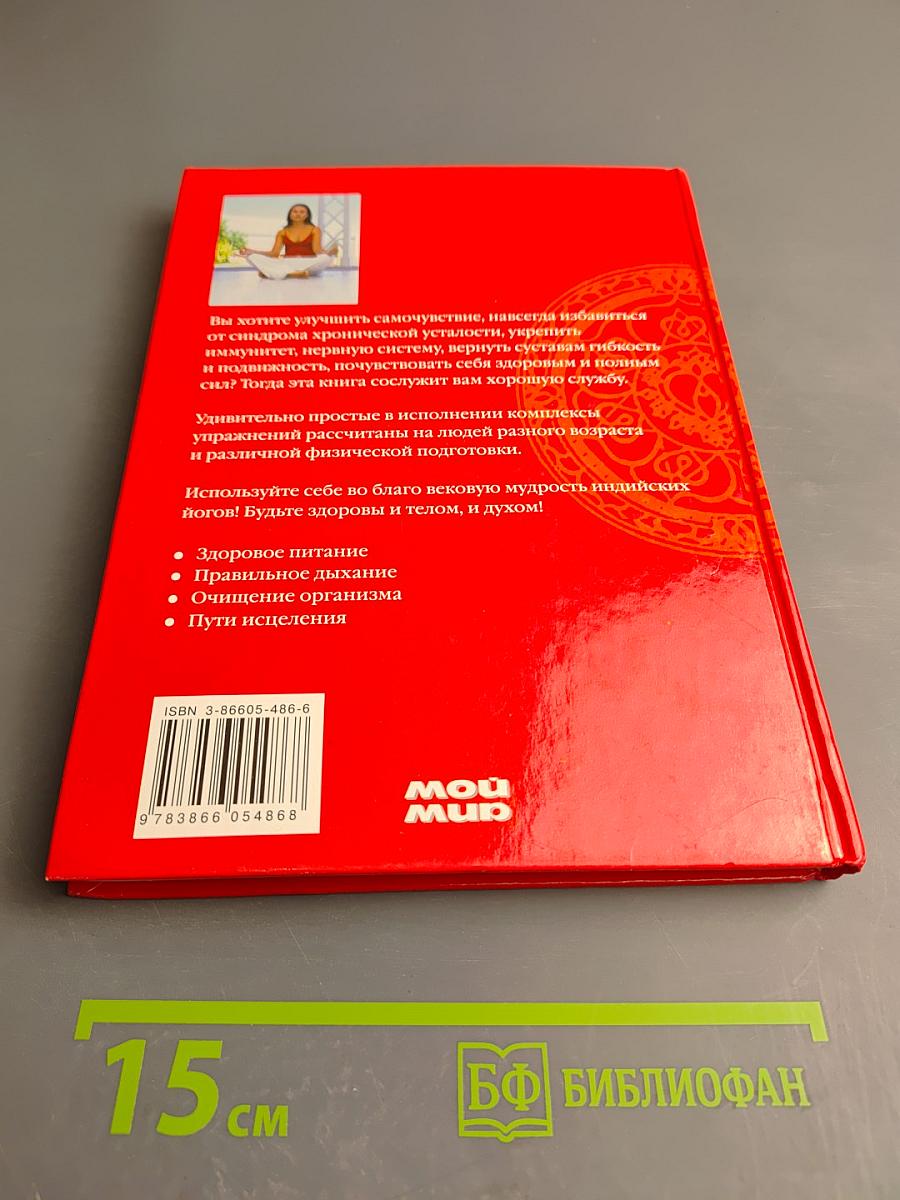 Вы хотите улучшить самочувствие, навсегда избавиться
от синдрома хронической усталости, укрепить
иммунитет, нервную систему, вернуть суставам гибкость
и подвижность, почувствовать себя здоровым и полным
сил? Тогда эта книга сослужит вам хорошую службу.
Удивительно простые в исполнении комплексы
упражнений рассчитаны на людей разного возраста
и различной физической подготовки.
Используйте себе во благо вековую мудрость индийских
йогов! Будьте здоровы и телом, и духом!
• Здоровое питание
• Правильное дыхание
• Очищение организма
• Пути исцеления
ISBN 3-86605-486-6
9 783866 054868
мой
мир
15 см
БФ БИБЛИОФАН